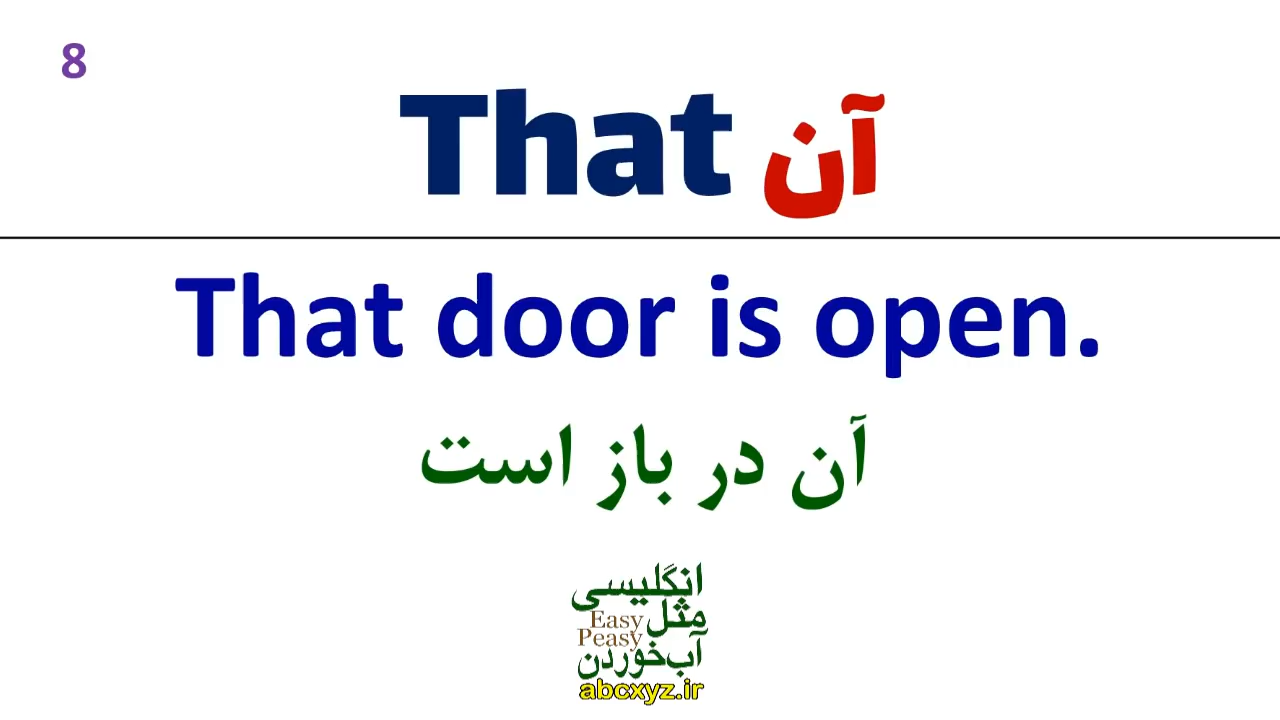 8
That آن
That door is open.
آن در باز است
انگلیسی
مثل
Easy
Peasy
آب‌خوردن
abcxyz.ir